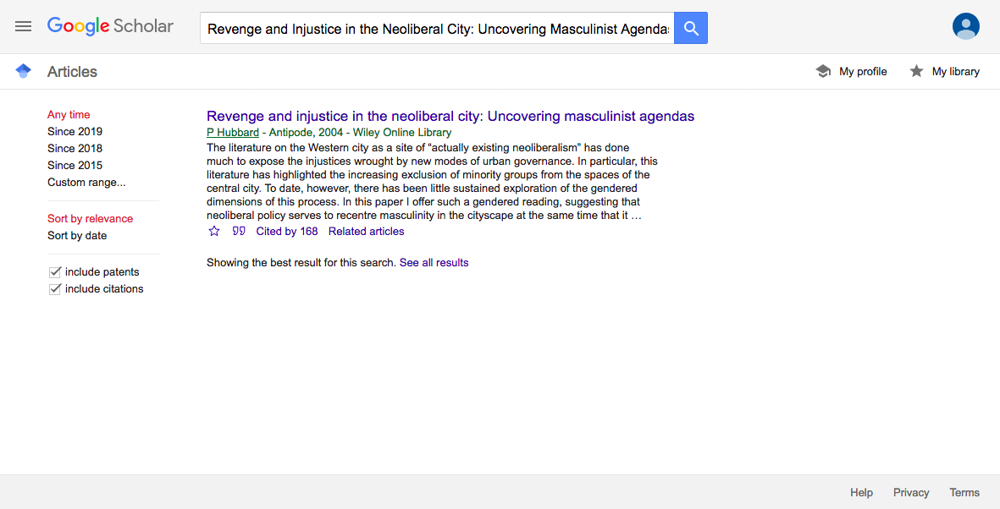 Google Scholar
Revenge and Injustice in the Neoliberal City: Uncovering Masculinist Agenda
Articles
My profile
My library
Any time
Since 2019
Since 2018
Since 2015
Custom range...
Sort by relevance
Sort by date
include patents
include citations
Revenge and injustice in the neoliberal city: Uncovering masculinist agendas
P Hubbard - Antipode, 2004 - Wiley Online Library
The literature on the Western city as a site of “actually existing neoliberalism” has done
much to expose the injustices wrought by new modes of urban governance. In particular, this
literature has highlighted the increasing exclusion of minority groups from the spaces of the
central city. To date, however, there has been little sustained exploration of the gendered
dimensions of this process. In this paper I offer such a gendered reading, suggesting that
neoliberal policy serves to recentre masculinity in the cityscape at the same time that it …
Cited by 168 Related articles
Showing the best result for this search. See all results
Help
Privacy
Terms